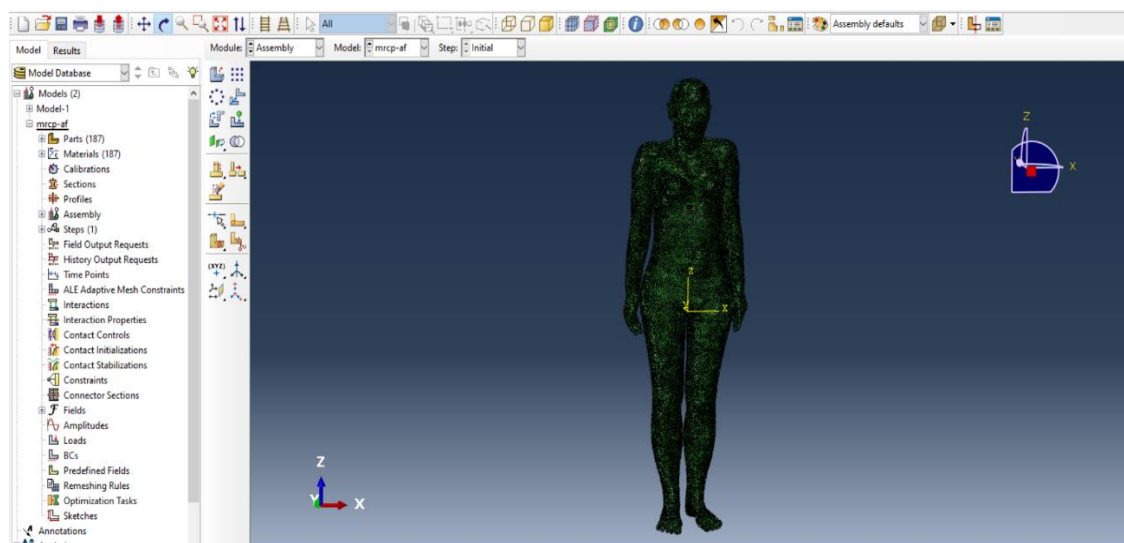 All
Assembly defaults
Model Results
Module: Assembly Model: mrcp-af Step: Initial
Model Database
Models (2)
Model-1
mrcp-af
Parts (187)
Materials (187)
Calibrations
Sections
Profiles
Assembly
Steps (1)
Field Output Requests
History Output Requests
Time Points
ALE Adaptive Mesh Constraints
Interactions
Interaction Properties
Contact Controls
Contact Initializations
Contact Stabilizations
Constraints
Connector Sections
Fields
Amplitudes
Loads
BCs
Predefined Fields
Remeshing Rules
Optimization Tasks
Sketches
Annotations
(XYZ)
Z
X
Z
X
Z
Y
X